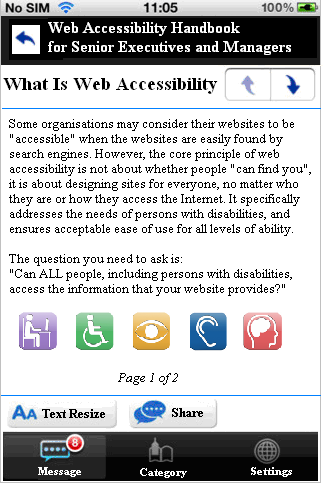 No SIM 11:05 100%
Web Accessibility Handbook
for Senior Executives and Managers
What Is Web Accessibility
Some organisations may consider their websites to be
"accessible" when the websites are easily found by
search engines. However, the core principle of web
accessibility is not about whether people "can find you",
it is about designing sites for everyone, no matter who
they are or how they access the Internet. It specifically
addresses the needs of persons with disabilities, and
ensures acceptable ease of use for all levels of ability.
The question you need to ask is:
"Can ALL people, including persons with disabilities,
access the information that your website provides?"
Page 1 of 2
AA Text Resize Share
8
Message Category Settings